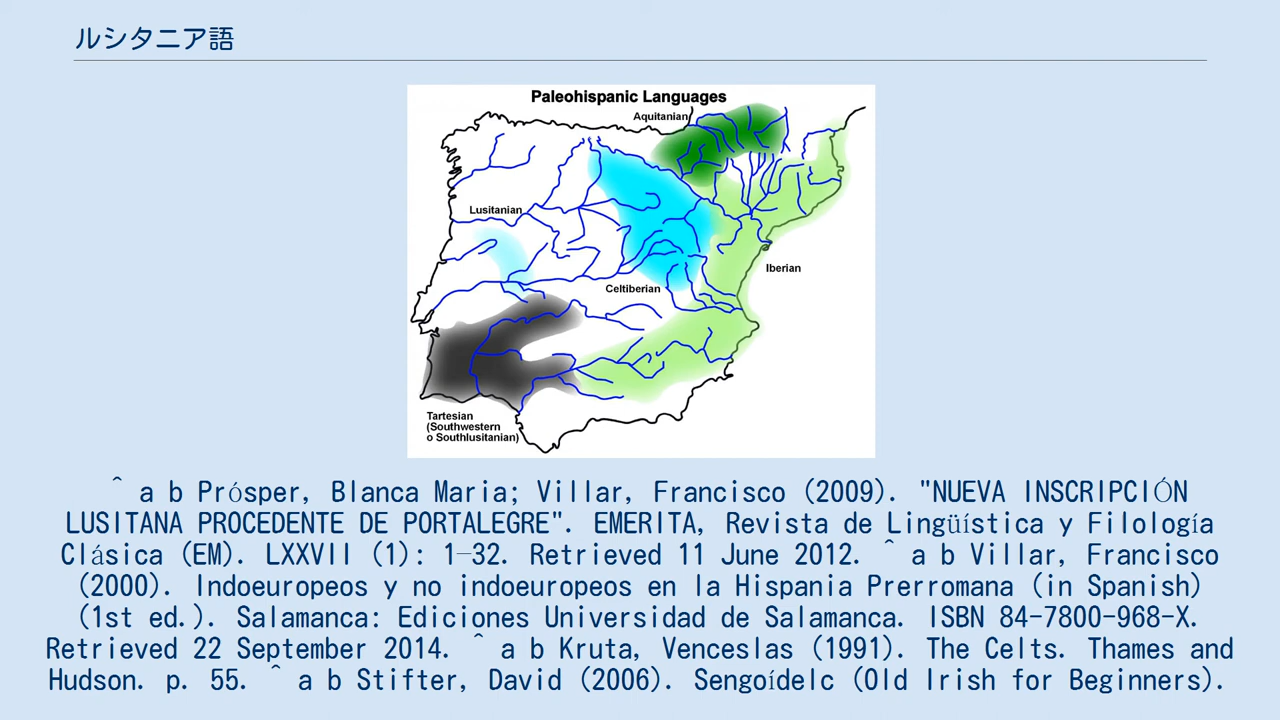 ルシタニア語
Paleohispanic Languages
Aquitanian
Lusitanian
Iberian
Celtiberian
Tartesian
(Southwestern
o Southlusitanian)
^ a b Prósper, Blanca Maria; Villar, Francisco (2009). "NUEVA INSCRIPCIÓN
LUSITANA PROCEDENTE DE PORTALEGRE". EMERITA, Revista de Lingüística y Filología
Clásica (EM). LXXVII (1): 1–32. Retrieved 11 June 2012. ^ a b Villar, Francisco
(2000). Indoeuropeos y no indoeuropeos en la Hispania Prerromana (in Spanish)
(1st ed.). Salamanca: Ediciones Universidad de Salamanca. ISBN 84-7800-968-X.
Retrieved 22 September 2014. ^ a b Kruta, Venceslas (1991). The Celts. Thames and
Hudson. p. 55. ^ a b Stifter, David (2006). Sengoídelc (Old Irish for Beginners).